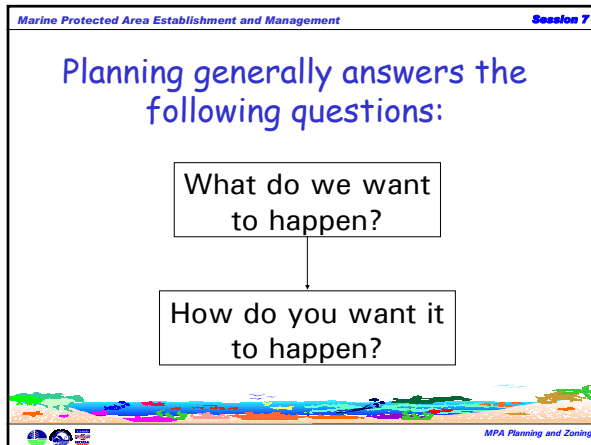 Marine Protected Area Establishment and Management
Session 7
Planning generally answers the
following questions:
What do we want
to happen?
How do you want it
to happen?
MPA Planning and Zoning